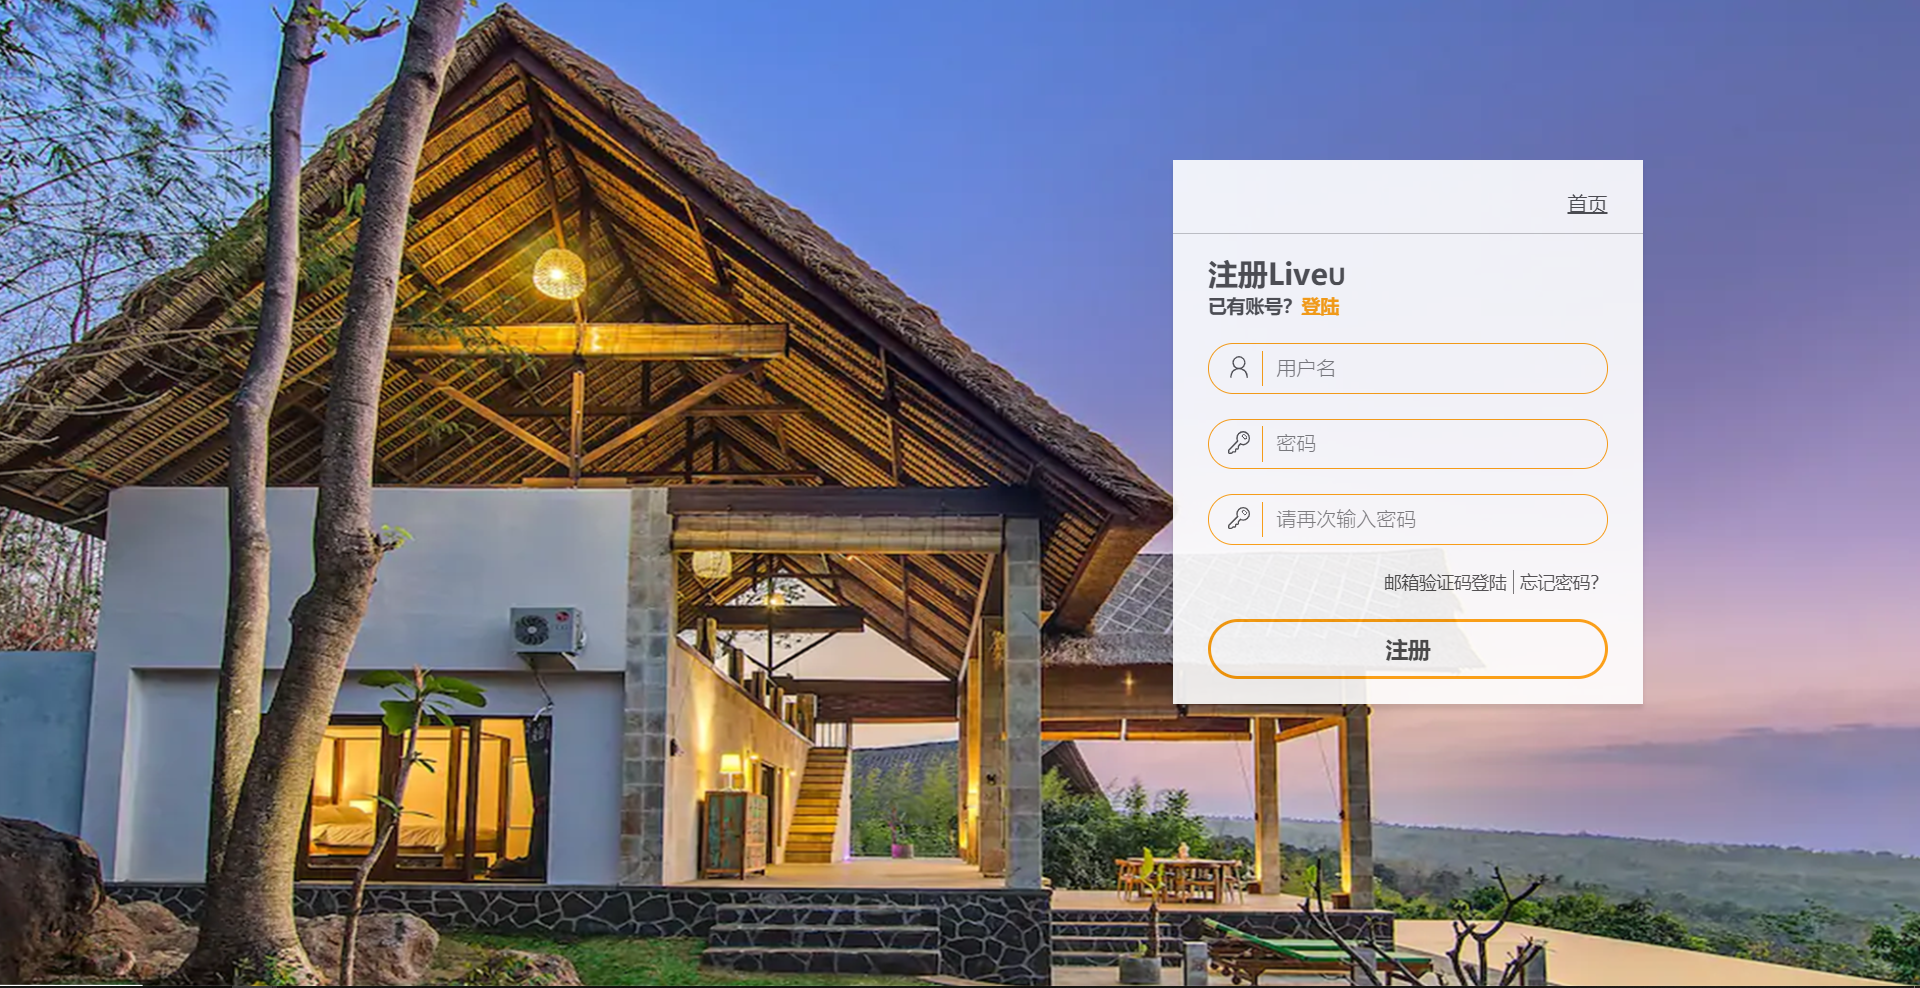 首页
注册Liveu
已有账号？登陆
用户名
密码
请再次输入密码
邮箱验证码登陆 忘记密码？
注册